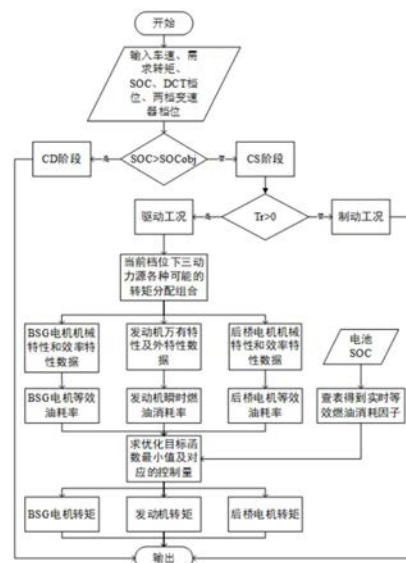 开始
输入车速、需
求转矩、
SOC、DCT档
位、两档变速
器档位
CD阶段
是
SOC>SOCobj
否
CS阶段
驱动工况
是
Tr>0
否
制动工况
当前档位下三动
力源各种可能的
转矩分配组合
BSG电机机械
特性和效率特
性数据
发动机万有特
性及外特性数
据
后桥电机机械
特性和效率特
性数据
电池
SOC
BSG电机等效
油耗率
发动机瞬时燃
油消耗率
后桥电机等效
油耗率
查表得到实时等
效燃油消耗因子
求优化目标函
数最小值及对
应的控制量
BSG电机转矩
发动机转矩
后桥电机转矩
输出